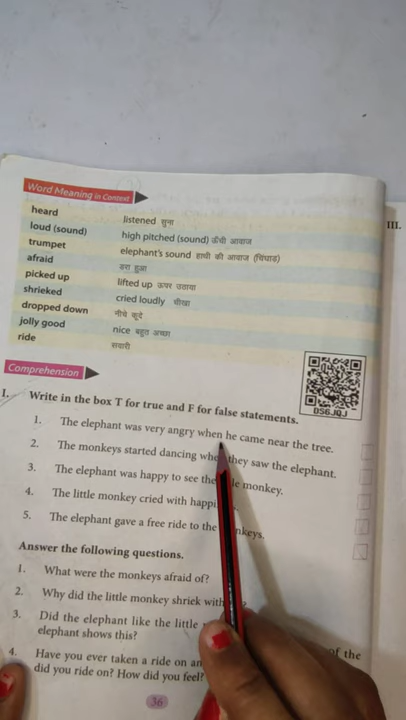 Word Meaning in Context
heard listened सुना
loud (sound) high pitched (sound) ऊँची आवाज
trumpet elephant's sound हाथी की आवाज (चिंघाड़)
afraid डरा हुआ
picked up lifted up ऊपर उठाया
shrieked cried loudly चीखा
dropped down नीचे कूदे
jolly good nice बहुत अच्छा
ride सवारी
III.
Comprehension
DS6JQJ
I. Write in the box T for true and F for false statements.
1. The elephant was very angry when he came near the tree.
2. The monkeys started dancing they saw the elephant.
3. The elephant was happy to see the monkey.
4. The little monkey cried with
5. The elephant gave a free ride to the
Answer the following questions.
1. What were the monkeys afraid of?
2. Why did the little monkey shriek with
3. Did the elephant like the little of the
elephant shows this?
4. Have you ever taken a ride on an
did you ride on? How did you feel?
36